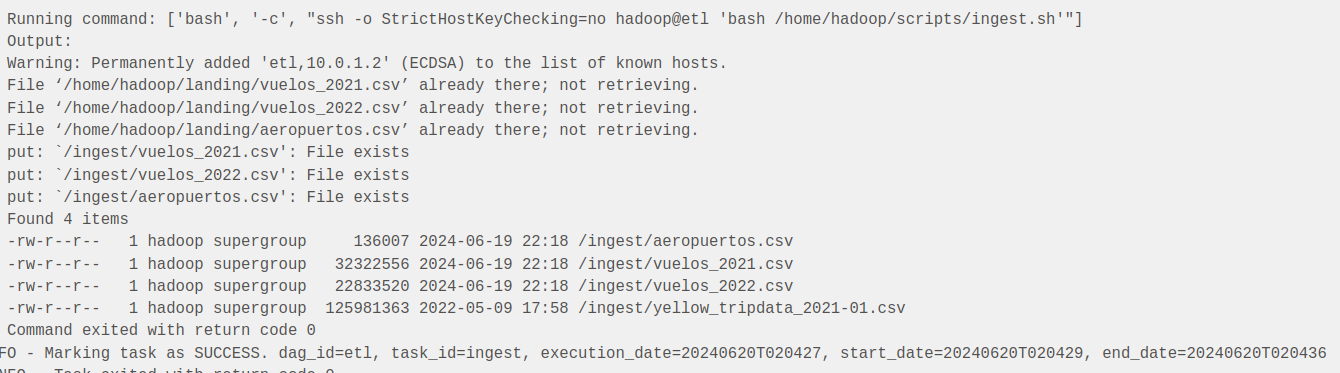 Running command: ['bash', '-c', "ssh -o StrictHostKeyChecking=no hadoop@etl 'bash /home/hadoop/scripts/ingest.sh'"]
Output:
Warning: Permanently added 'etl,10.0.1.2' (ECDSA) to the list of known hosts.
File ‘/home/hadoop/landing/vuelos_2021.csv’ already there; not retrieving.
File ‘/home/hadoop/landing/vuelos_2022.csv’ already there; not retrieving.
File ‘/home/hadoop/landing/aeropuertos.csv’ already there; not retrieving.
put: `/ingest/vuelos_2021.csv': File exists
put: `/ingest/vuelos_2022.csv': File exists
put: `/ingest/aeropuertos.csv': File exists
Found 4 items
-rw-r--r--   1 hadoop supergroup     136007 2024-06-19 22:18 /ingest/aeropuertos.csv
-rw-r--r--   1 hadoop supergroup   32322556 2024-06-19 22:18 /ingest/vuelos_2021.csv
-rw-r--r--   1 hadoop supergroup   22833520 2024-06-19 22:18 /ingest/vuelos_2022.csv
-rw-r--r--   1 hadoop supergroup  125981363 2022-05-09 17:58 /ingest/yellow_tripdata_2021-01.csv
Command exited with return code 0
FO - Marking task as SUCCESS. dag_id=etl, task_id=ingest, execution_date=20240620T020427, start_date=20240620T020429, end_date=20240620T020436
NFO - Task exited with return code 0